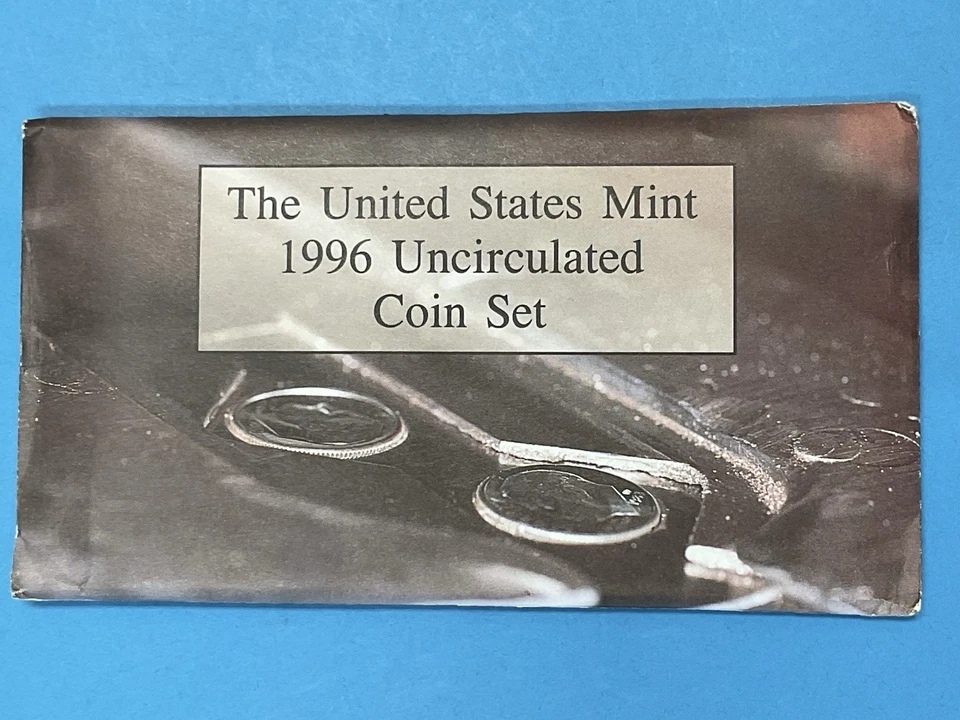 The United States Mint
1996 Uncirculated
Coin Set